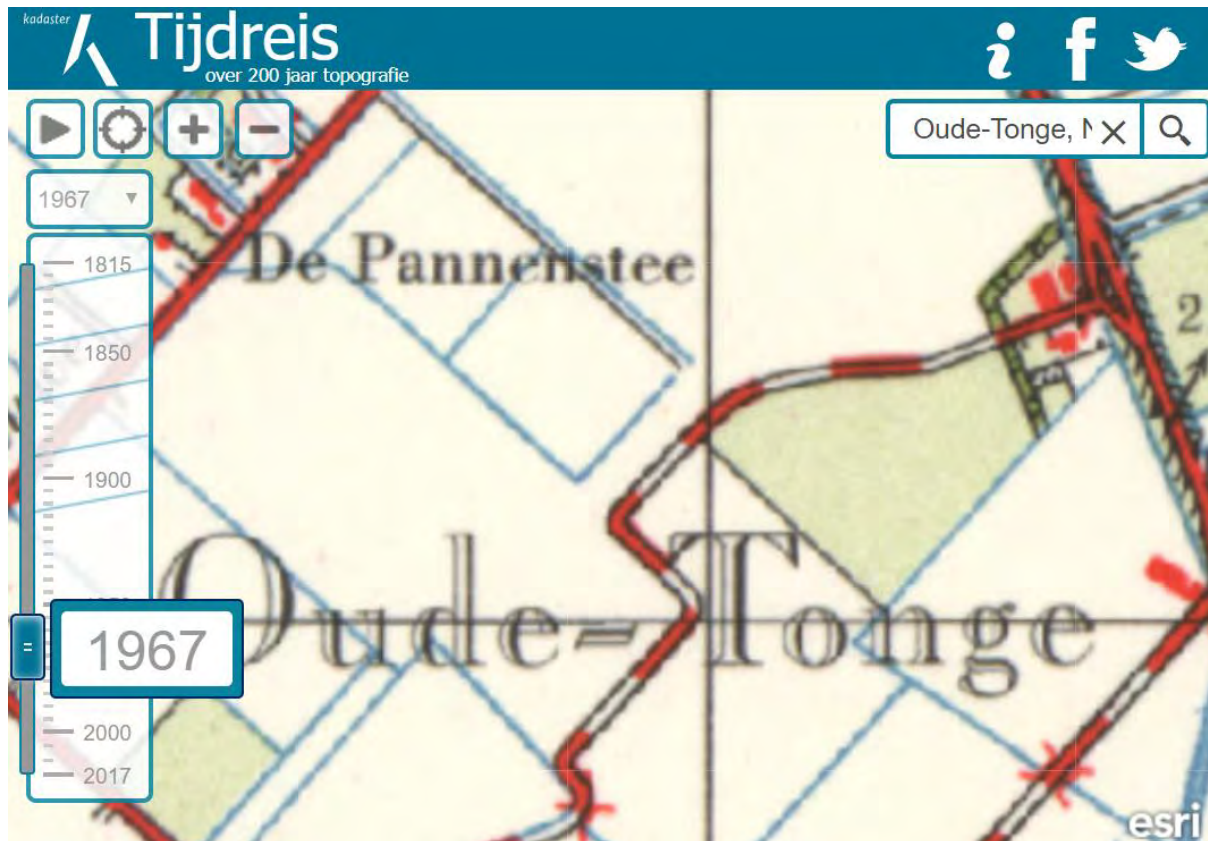 kadaster
Tijdreis
over 200 jaar topografie
Oude-Tonge, N
1967
1815
1850
1900
1967
2000
2017
De Pannenstee
2
Oude-Tonge
esri